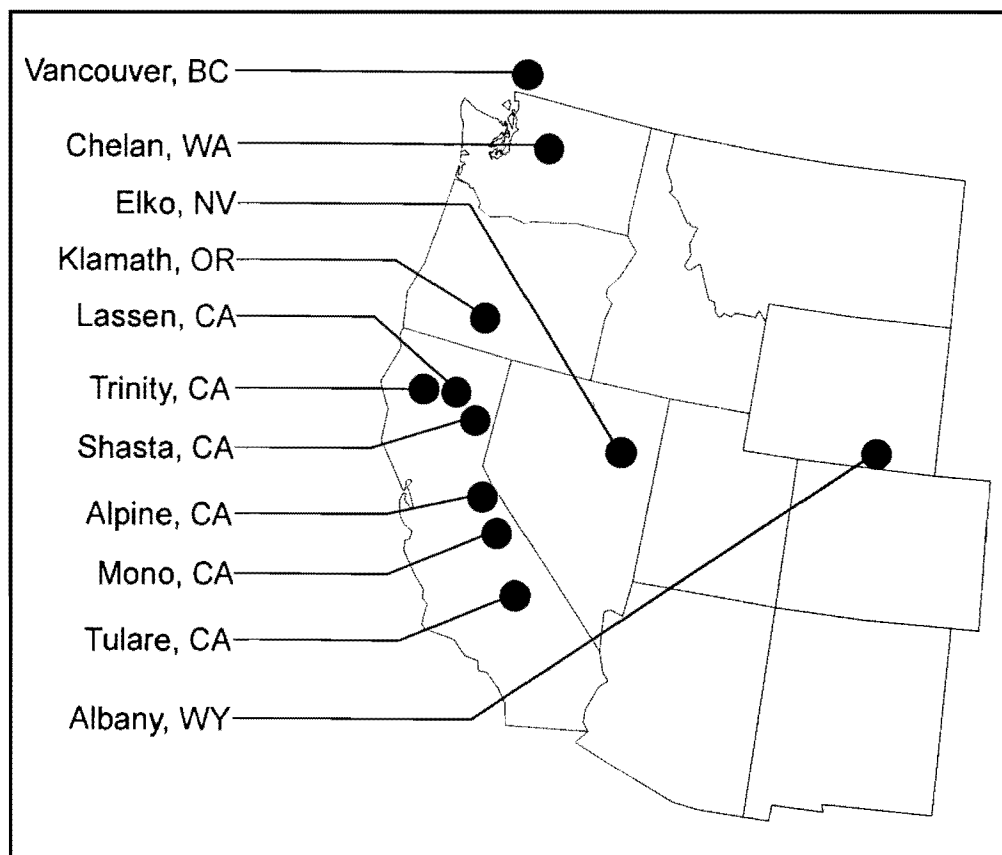 Vancouver, BC
Chelan, WA
Elko, NV
Klamath, OR
Lassen, CA
Trinity, CA
Shasta, CA
Alpine, CA
Mono, CA
Tulare, CA
Albany, WY